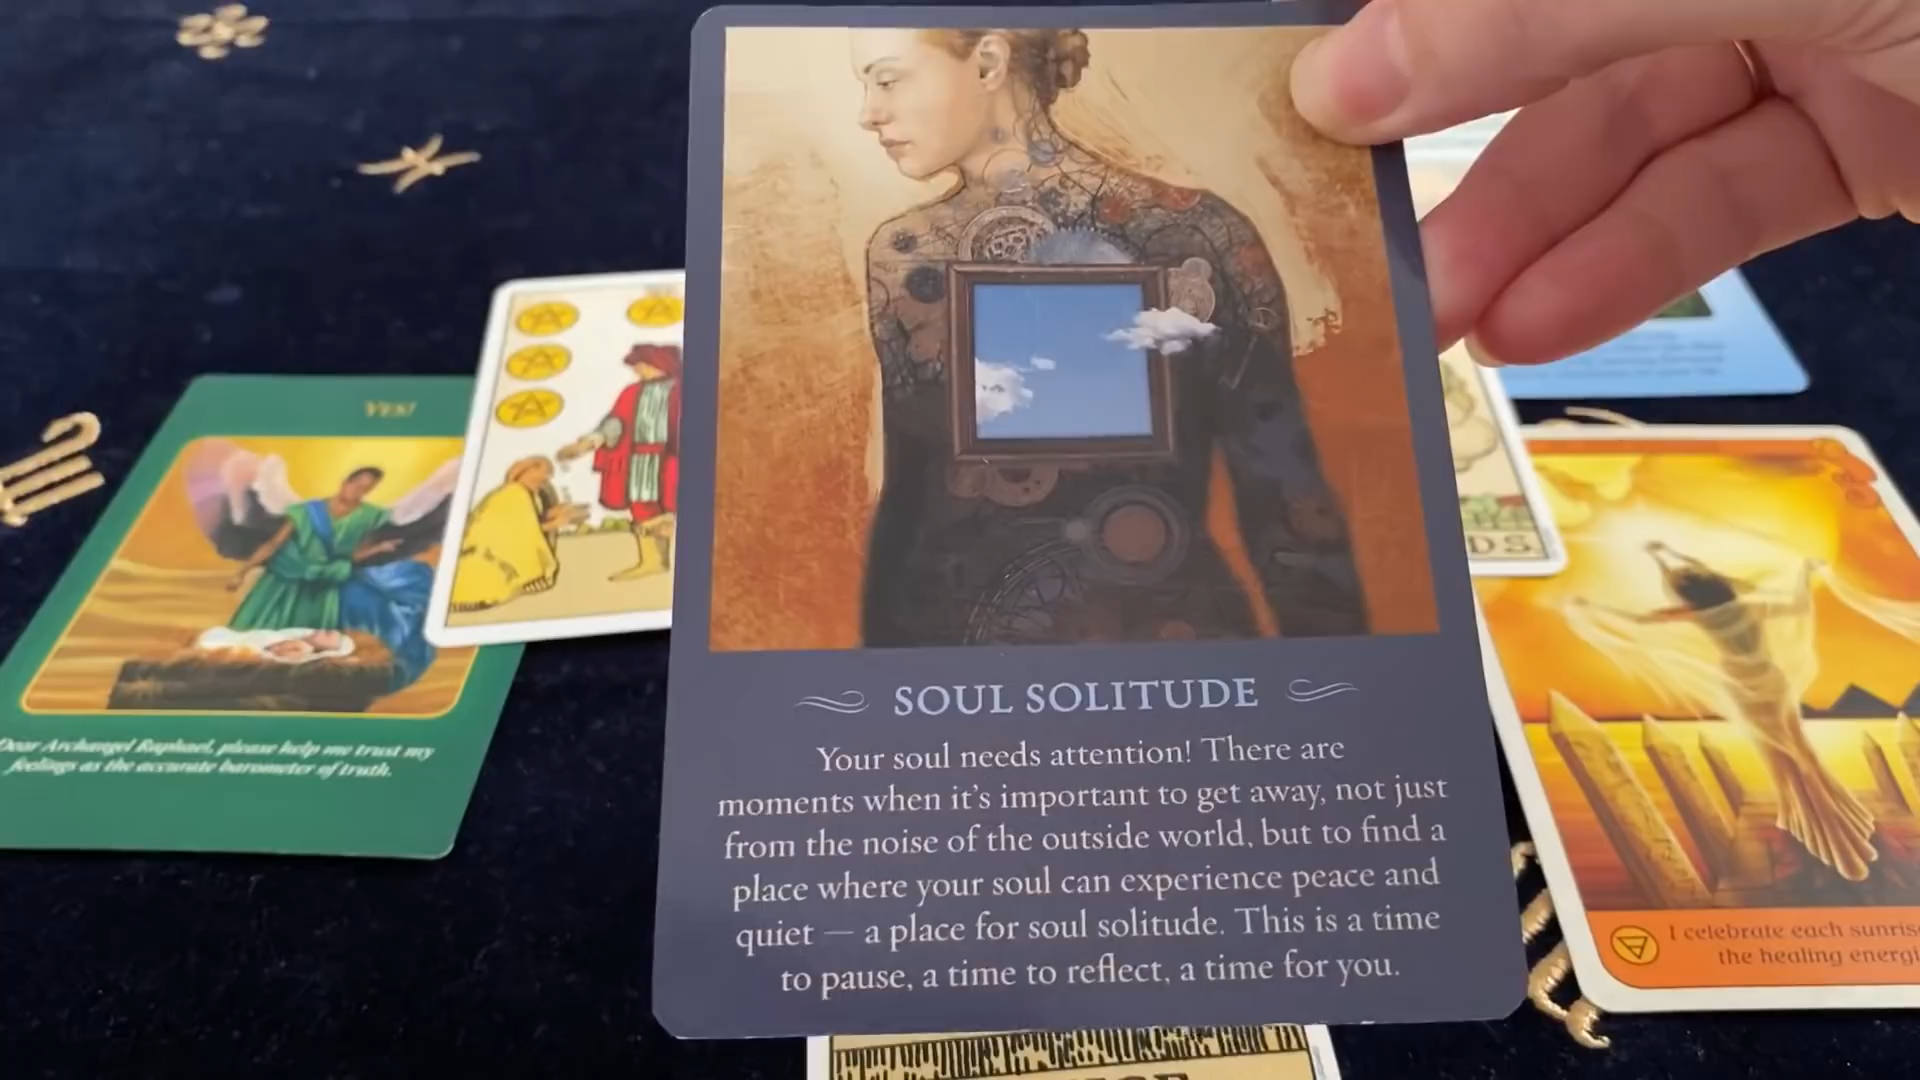 YES!
Dear Archangel Raphael, please help me trust my
feelings as the accurate barometer of truth.
SOUL SOLITUDE
Your soul needs attention! There are
moments when it's important to get away, not just
from the noise of the outside world, but to find a
place where your soul can experience peace and
quiet — a place for soul solitude. This is a time
to pause, a time to reflect, a time for you.
DS.
I celebrate each sunris
the healing energi